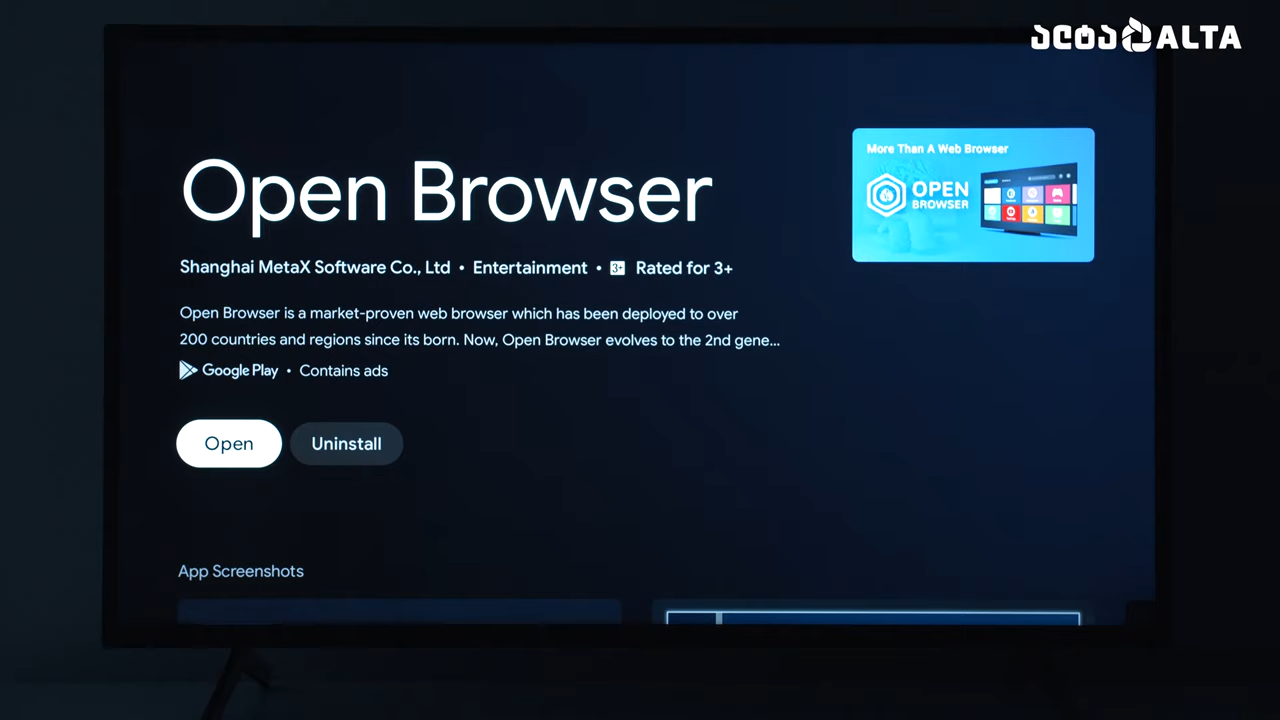 ალტა ALTA
More Than A Web Browser
OPEN
BROWSER
Open Browser
Shanghai MetaX Software Co., Ltd • Entertainment • 3+ Rated for 3+
Open Browser is a market-proven web browser which has been deployed to over
200 countries and regions since its born. Now, Open Browser evolves to the 2nd gene...
Google Play • Contains ads
Open Uninstall
App Screenshots